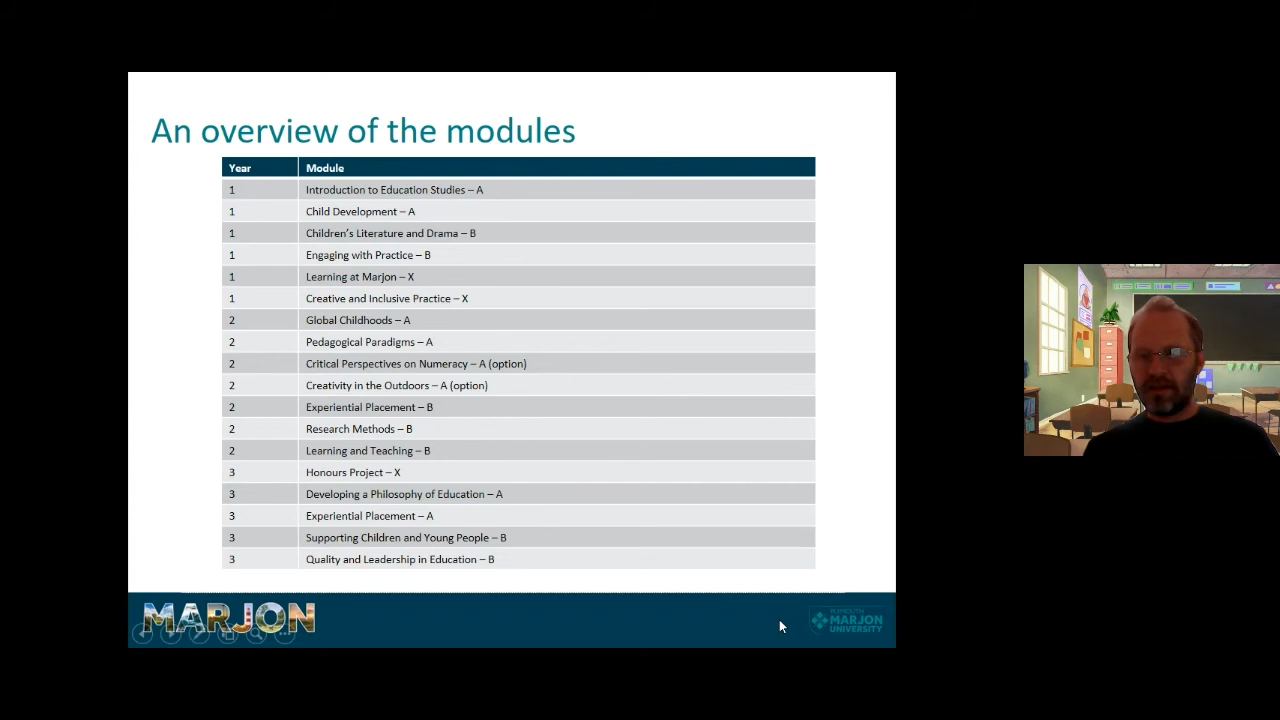 An overview of the modules
Year Module
1 Introduction to Education Studies – A
1 Child Development – A
1 Children's Literature and Drama – B
1 Engaging with Practice – B
1 Learning at Marjon – X
1 Creative and Inclusive Practice – X
2 Global Childhoods – A
2 Pedagogical Paradigms – A
2 Critical Perspectives on Numeracy – A (option)
2 Creativity in the Outdoors – A (option)
2 Experiential Placement – B
2 Research Methods – B
2 Learning and Teaching – B
3 Honours Project – X
3 Developing a Philosophy of Education – A
3 Experiential Placement – A
3 Supporting Children and Young People – B
3 Quality and Leadership in Education – B
MARJON
PLYMOUTH
MARJON
UNIVERSITY